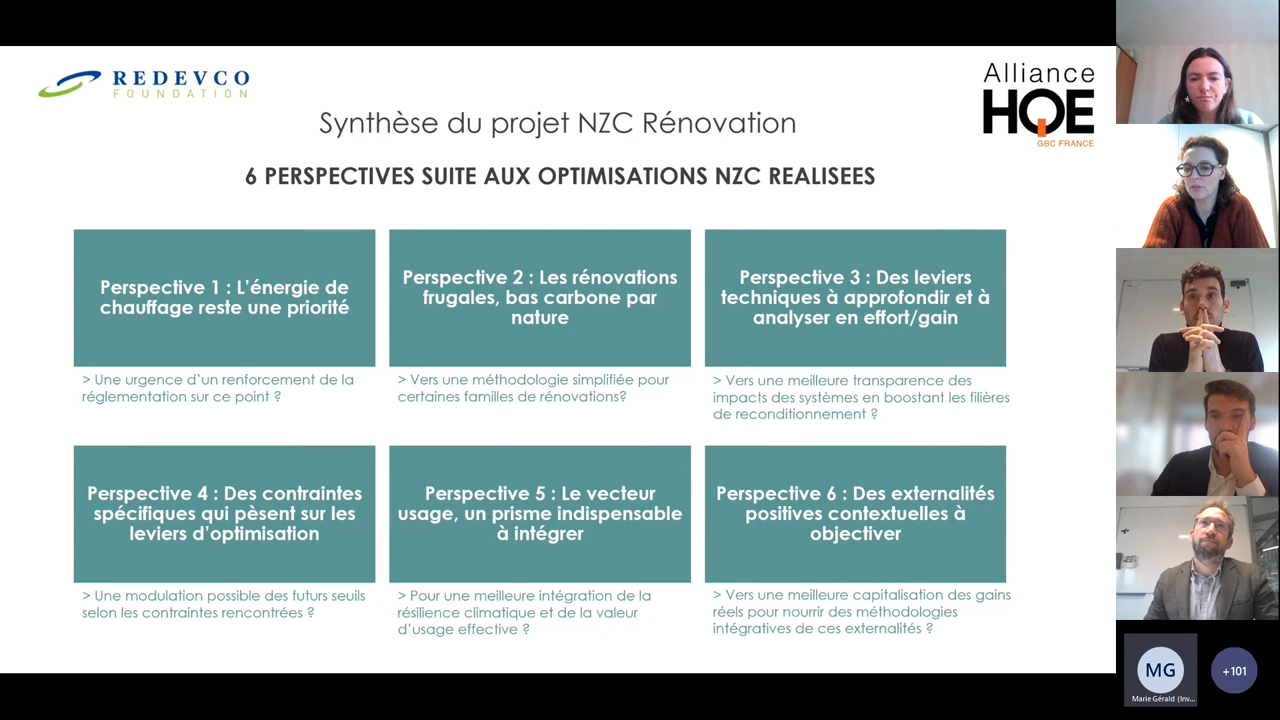 REDEVCO
FOUNDATION
Alliance
HQE
GBC FRANCE
Synthèse du projet NZC Rénovation
6 PERSPECTIVES SUITE AUX OPTIMISATIONS NZC REALISEES
Perspective 1 : L’énergie de
chauffage reste une priorité
> Une urgence d’un renforcement de la
réglementation sur ce point ?
Perspective 2 : Les rénovations
frugales, bas carbone par
nature
> Vers une méthodologie simplifiée pour
certaines familles de rénovations?
Perspective 3 : Des leviers
techniques à approfondir et à
analyser en effort/gain
> Vers une meilleure transparence des
impacts des systèmes en boostant les filières
de reconditionnement ?
Perspective 4 : Des contraintes
spécifiques qui pèsent sur les
leviers d’optimisation
> Une modulation possible des futurs seuils
selon les contraintes rencontrées ?
Perspective 5 : Le vecteur
usage, un prisme indispensable
à intégrer
> Pour une meilleure intégration de la
résilience climatique et de la valeur
d’usage effective ?
Perspective 6 : Des externalités
positives contextuelles à
objectiver
> Vers une meilleure capitalisation des gains
réels pour nourrir des méthodologies
intégratives de ces externalités ?
MG
Marie Gérald (Inv...
+101